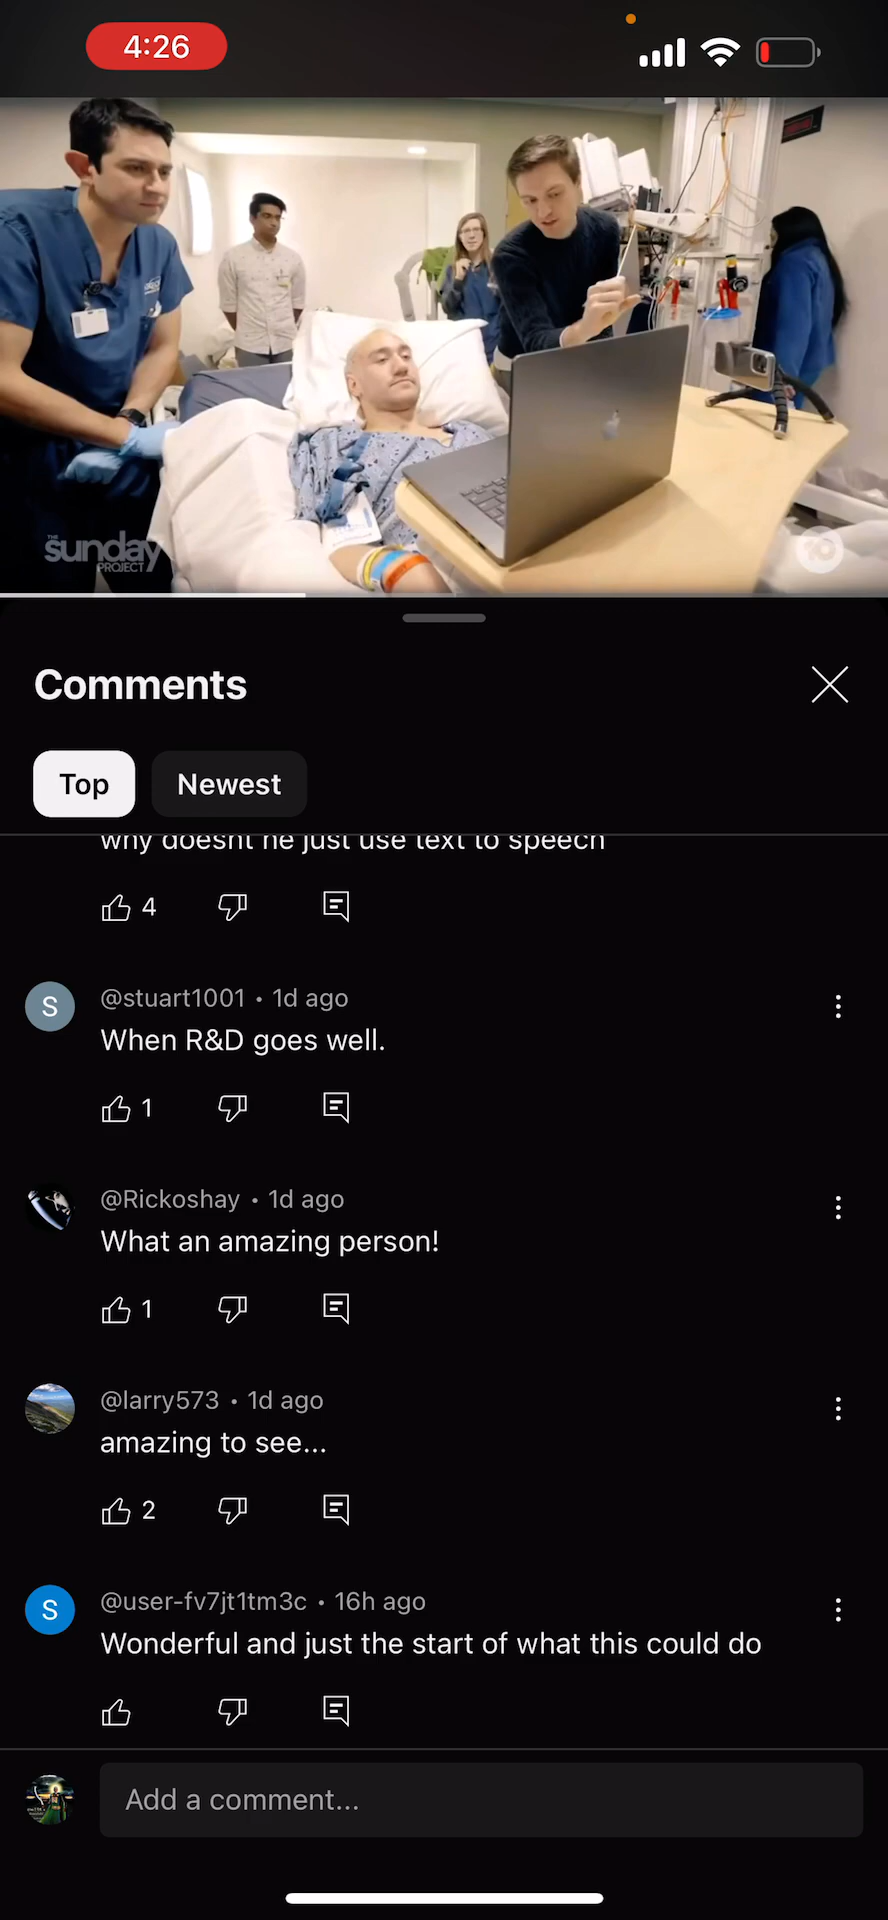 4:26
THE
sunday
PROJECT
10
Comments
Top
Newest
why doesnt he just use text to speech
4
S
@stuart1001 • 1d ago
When R&D goes well.
1
@Rickoshay • 1d ago
What an amazing person!
1
@larry573 • 1d ago
amazing to see...
2
S
@user-fv7jt1tm3c • 16h ago
Wonderful and just the start of what this could do
Add a comment...